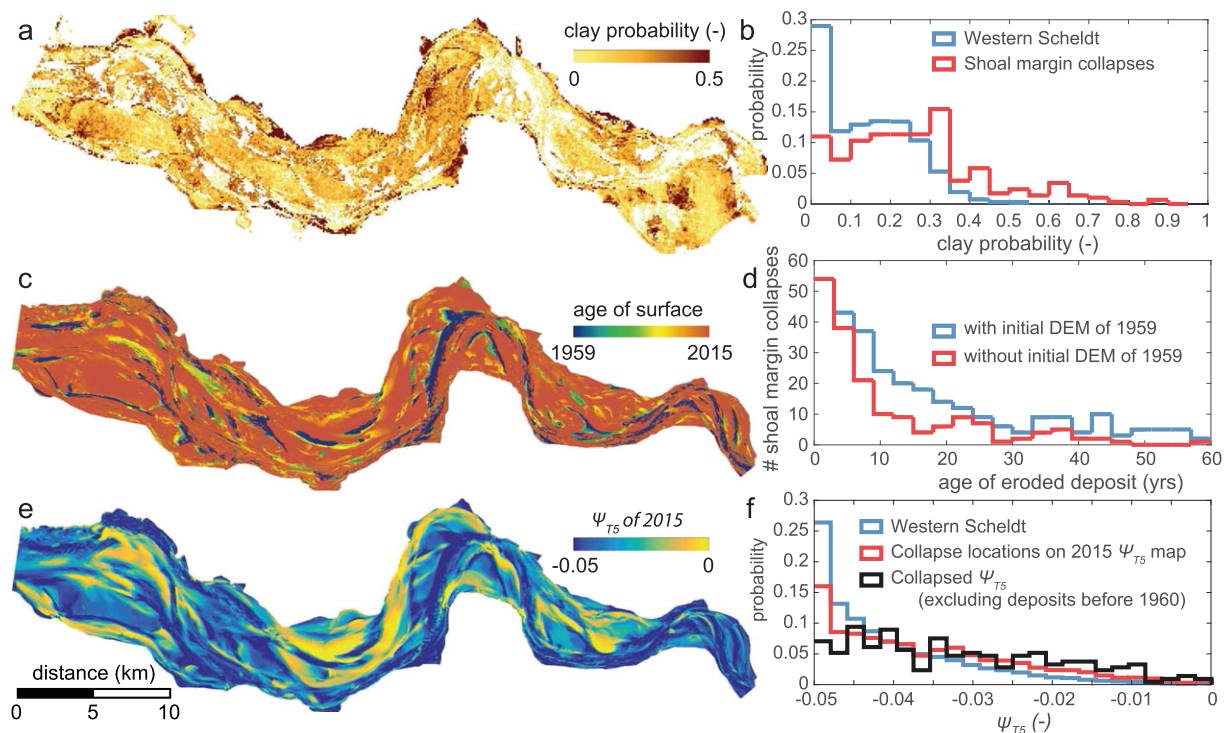 a
clay probability (-)
0 0.5
b
0.3
0.25
0.2
0.15
0.1
0.05
0
probability
Western Scheldt
Shoal margin collapses
0 0.1 0.2 0.3 0.4 0.5 0.6 0.7 0.8 0.9 1
clay probability (-)
c
age of surface
1959 2015
d
60
50
40
30
20
10
0
# shoal margin collapses
with initial DEM of 1959
without initial DEM of 1959
0 10 20 30 40 50 60
age of eroded deposit (yrs)
e
Ψ_T5 of 2015
-0.05 0
distance (km)
0 5 10
f
0.3
0.25
0.2
0.15
0.1
0.05
0
probability
Western Scheldt
Collapse locations on 2015 Ψ_T5 map
Collapsed Ψ_T5
(excluding deposits before 1960)
-0.05 -0.04 -0.03 -0.02 -0.01 0
Ψ_T5 (-)